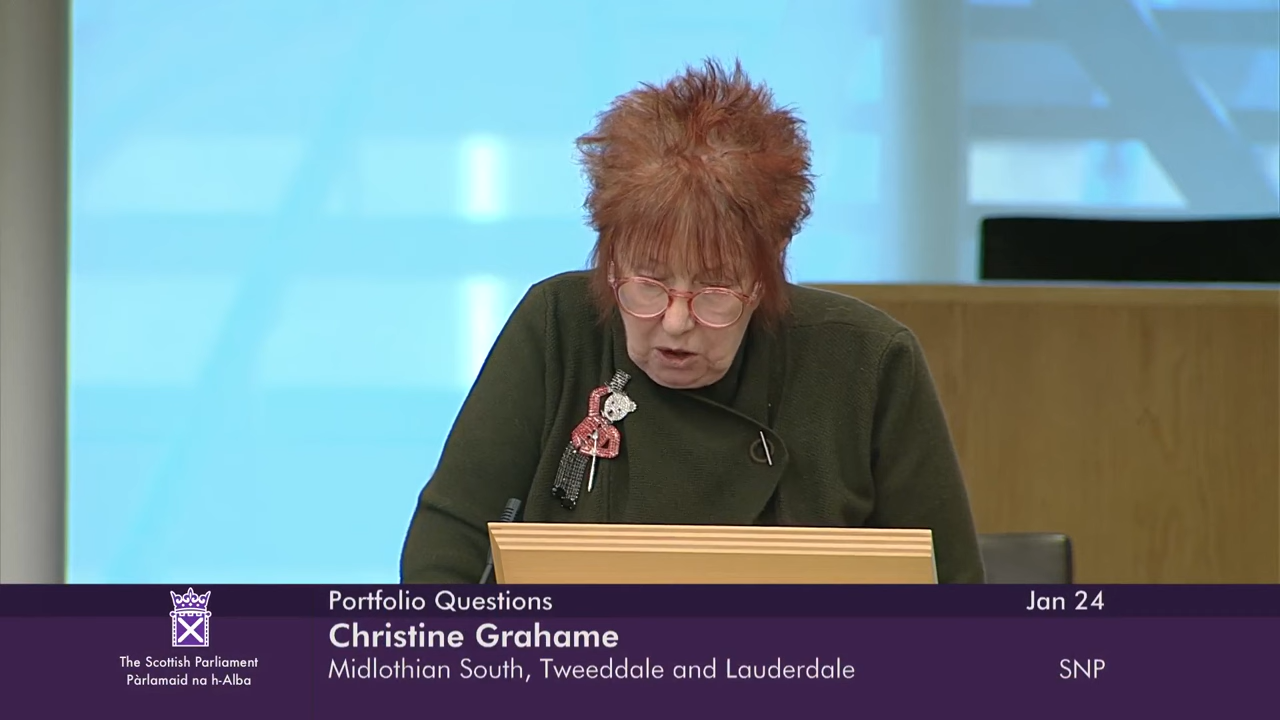 Portfolio Questions
Jan 24
Christine Grahame
Midlothian South, Tweeddale and Lauderdale
SNP
The Scottish Parliament
Pàrlamaid na h-Alba